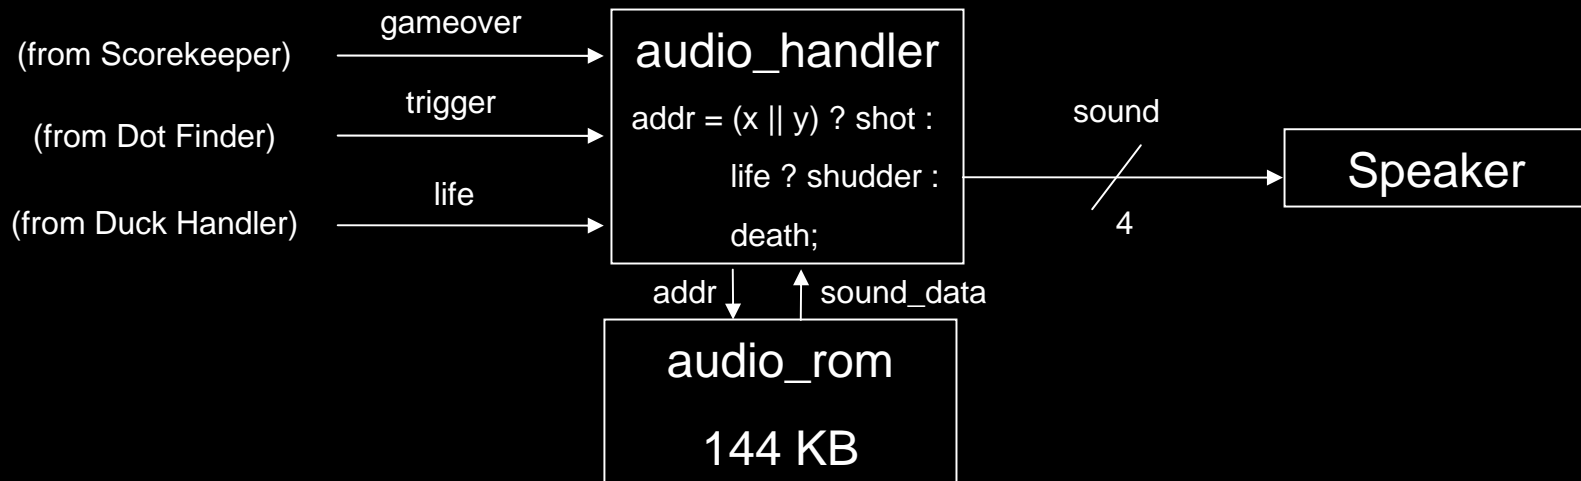 gameover
(from Scorekeeper)
audio_handler
trigger
addr = (x || y) ? shot :
(from Dot Finder)
sound
life ? shudder :
Speaker
life
(from Duck Handler)
4
death;
addr
sound_data
audio_rom
144 KB